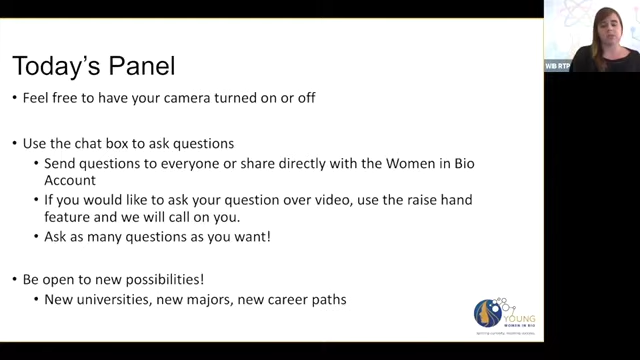 Today's Panel
WIB RTP
• Feel free to have your camera turned on or off
• Use the chat box to ask questions
• Send questions to everyone or share directly with the Women in Bio
Account
• If you would like to ask your question over video, use the raise hand
feature and we will call on you.
• Ask as many questions as you want!
• Be open to new possibilities!
• New universities, new majors, new career paths
YOUNG
WOMEN IN BIO